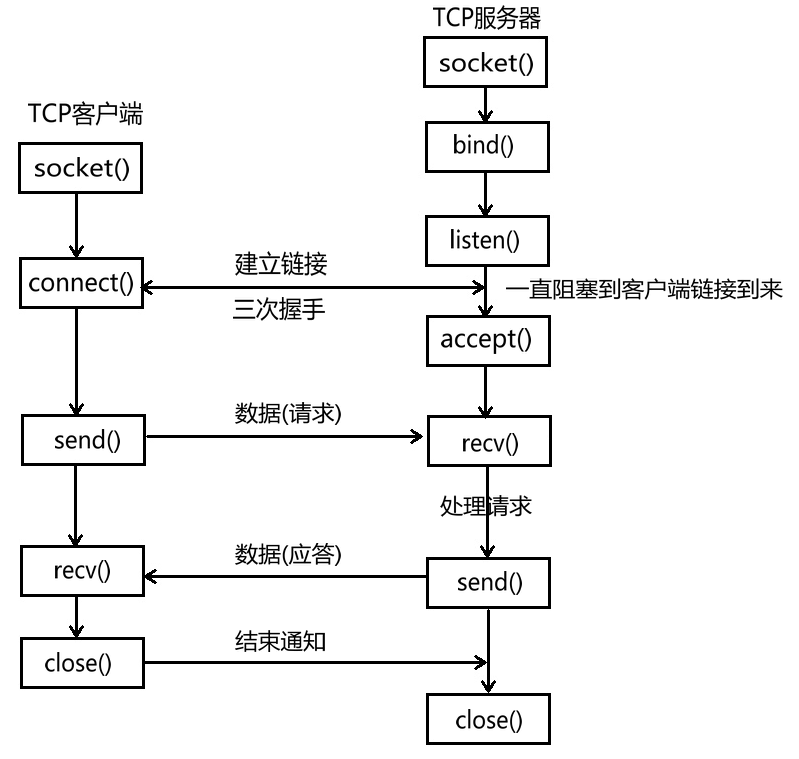 TCP服务器
socket()
TCP客户端
bind()
socket()
listen()
建立链接
connect()
一直阻塞到客户端链接到来
三次握手
accept()
数据(请求)
send()
recv()
处理请求
数据(应答)
recv()
send()
结束通知
close()
close()